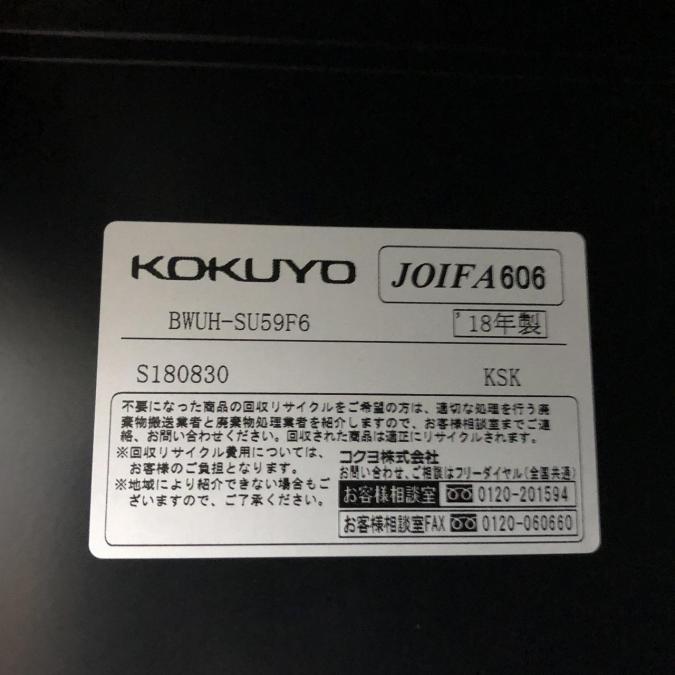 KOKUYO JOIFA606
BWUH-SU59F6 '18年製
S180830 KSK
不要になった商品の回収リサイクルをご希望の方は、適切な処理を行う廃
棄物搬送業者と廃棄物処理業者を紹介しますので、お客様相談室までご連
絡、お問い合わせください。回収された商品は適正にリサイクルされます。
※回収リサイクル費用については、
お客様のご負担となります。
※地域により紹介できない場合もご
ざいますので、ご了承ください。
コクヨ株式会社
お問い合わせ、ご相談はフリーダイヤル(全国共通)
お客様相談室 0120-201594
お客様相談室FAX 0120-060660